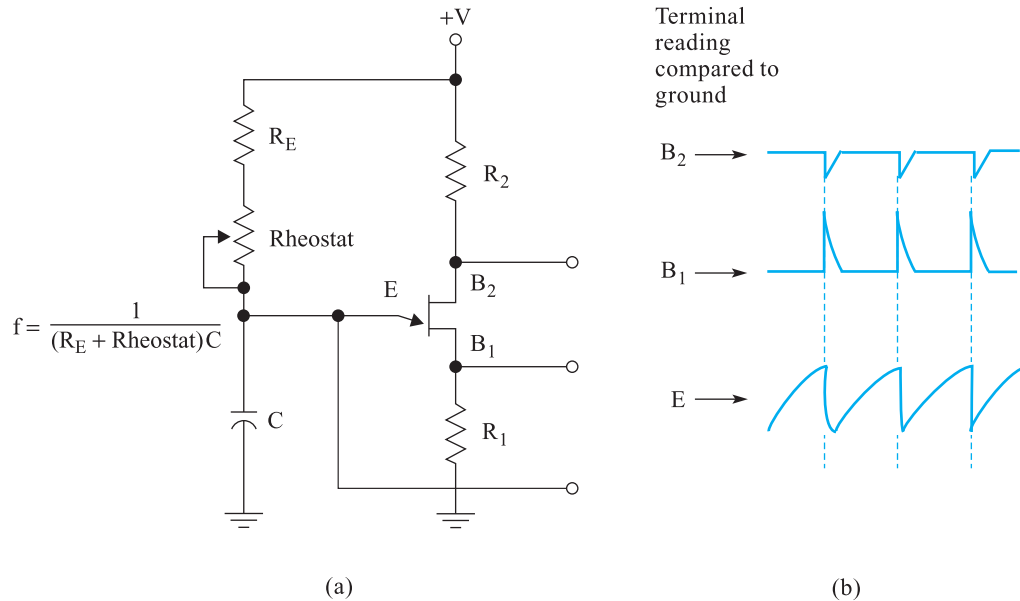 +V
R_E
R_2
Rheostat
E
B_2
f = 1 / (R_E + Rheostat)C
B_1
C
R_1
(a)
Terminal
reading
compared to
ground
B_2
B_1
E
(b)